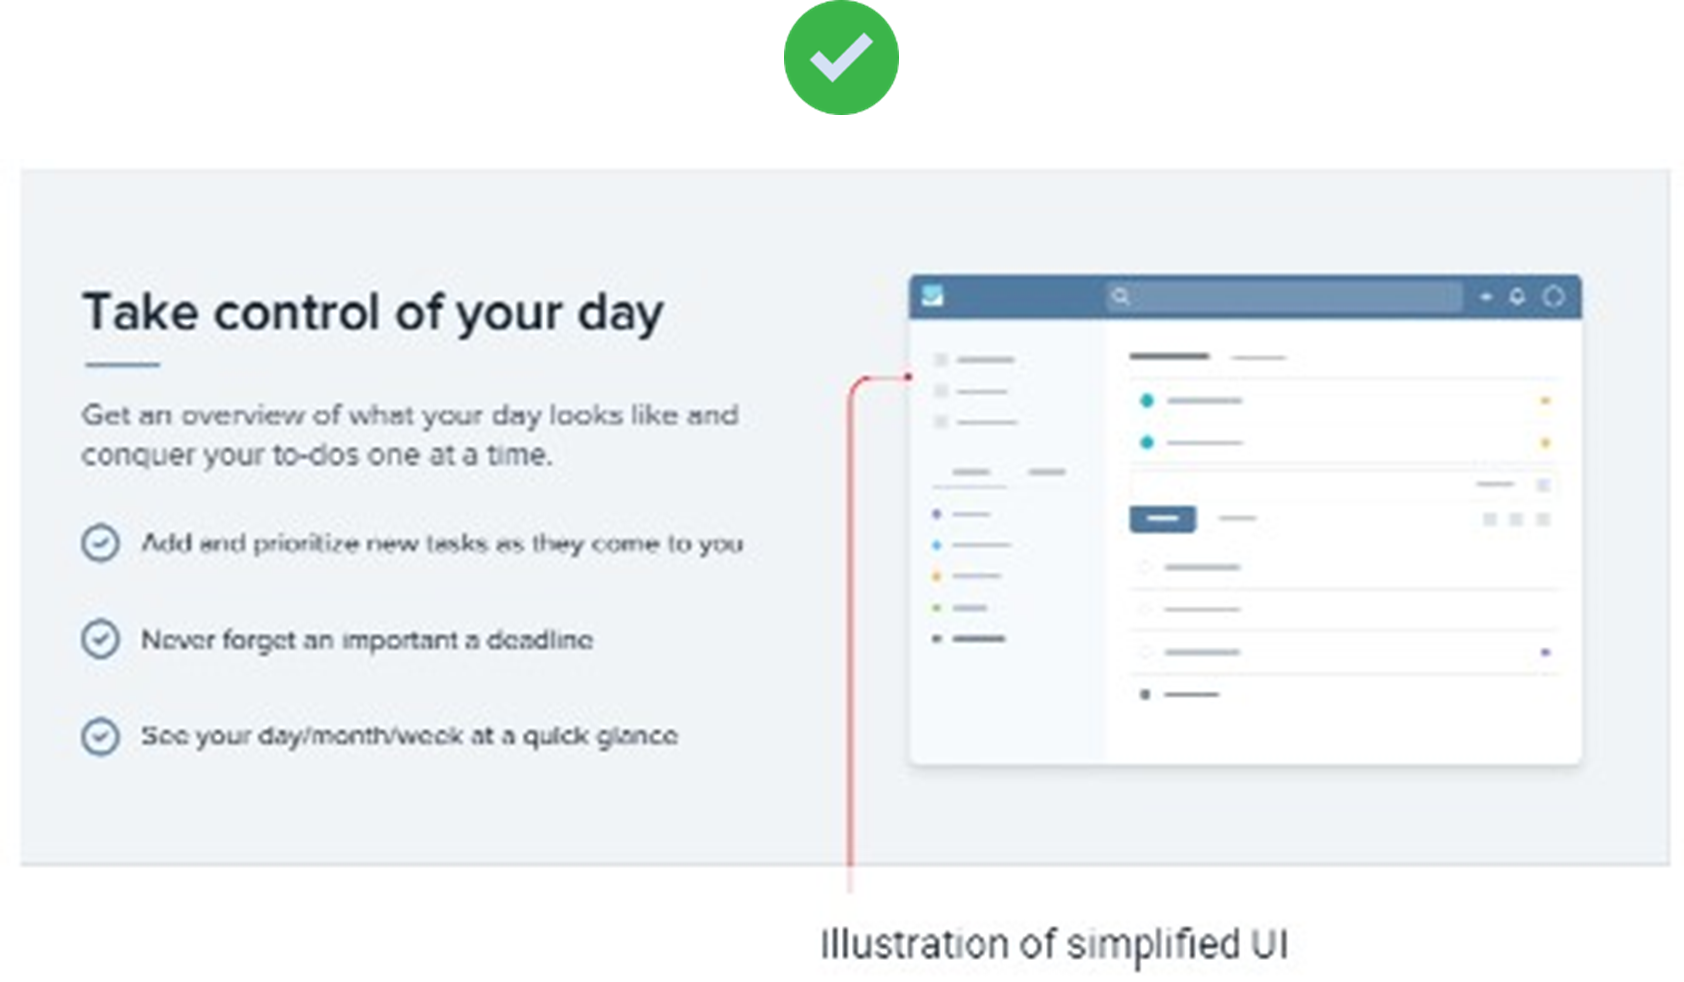 Take control of your day
Get an overview of what your day looks like and
conquer your to-dos one at a time.
Add and prioritize new tasks as they come to you
Never forget an important a deadline
See your day/month/week at a quick glance
Illustration of simplified UI